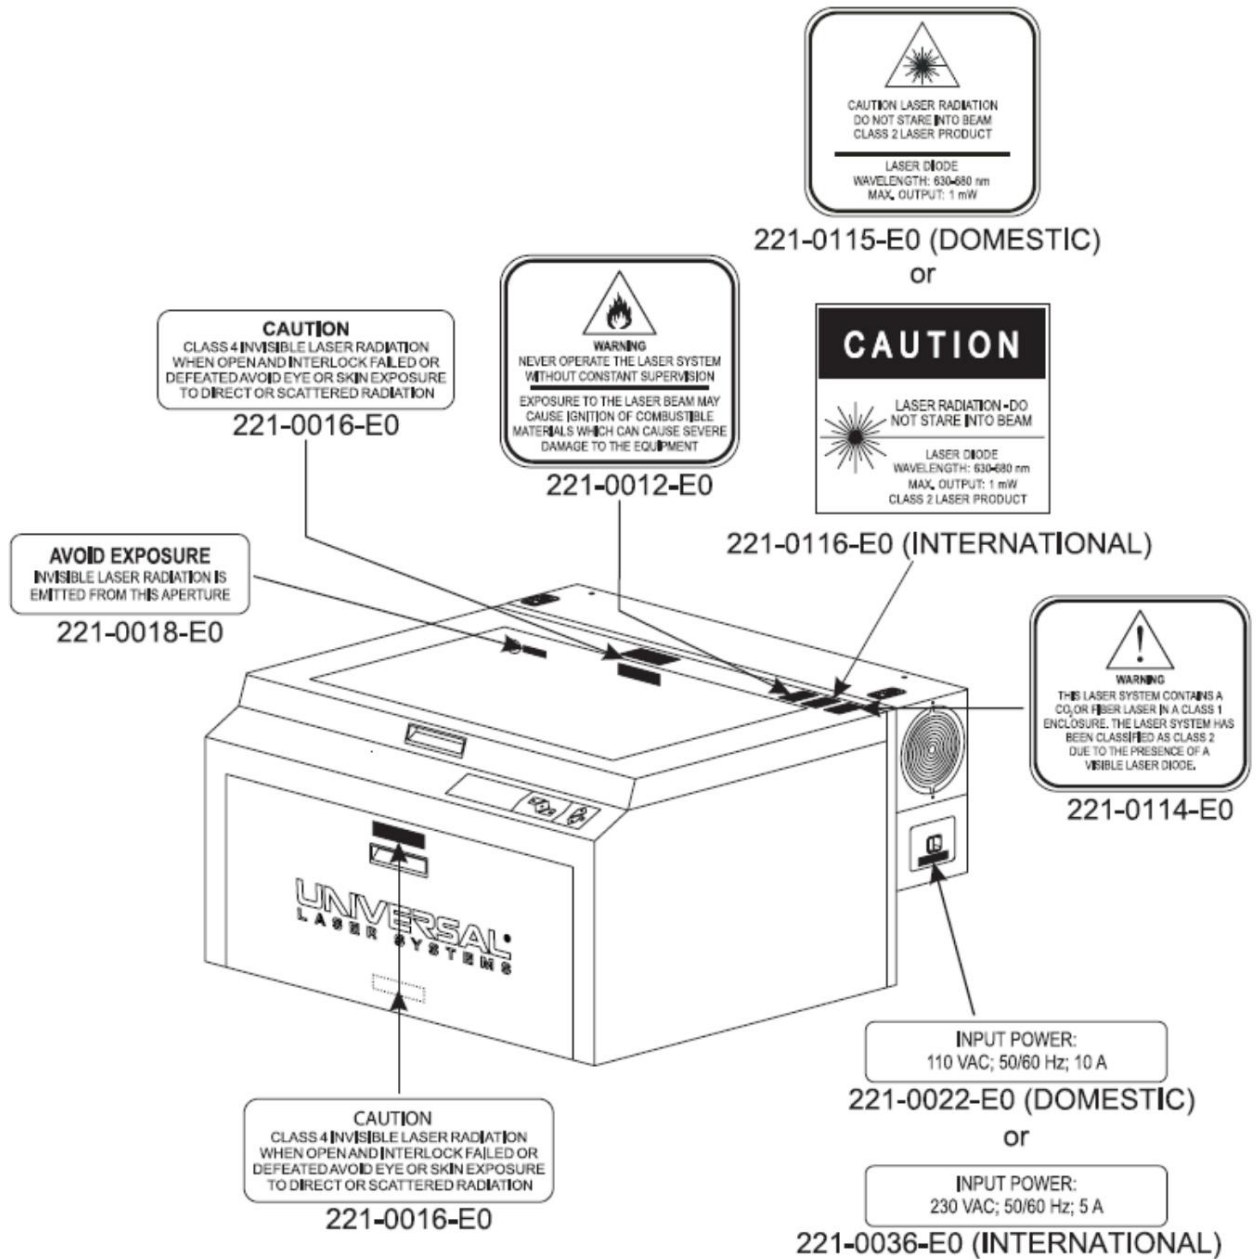 CAUTION LASER RADIATION
DO NOT STARE INTO BEAM
CLASS 2 LASER PRODUCT
LASER DIODE
WAVELENGTH: 630-680 nm
MAX. OUTPUT: 1 mW
221-0115-E0 (DOMESTIC)
or
CAUTION
LASER RADIATION - DO
NOT STARE INTO BEAM
LASER DIODE
WAVELENGTH: 630-680 nm
MAX. OUTPUT: 1 mW
CLASS 2 LASER PRODUCT
221-0116-E0 (INTERNATIONAL)
WARNING
NEVER OPERATE THE LASER SYSTEM
WITHOUT CONSTANT SUPERVISION
EXPOSURE TO THE LASER BEAM MAY
CAUSE IGNITION OF COMBUSTIBLE
MATERIALS WHICH CAN CAUSE SEVERE
DAMAGE TO THE EQUIPMENT
221-0012-E0
CAUTION
CLASS 4 INVISIBLE LASER RADIATION
WHEN OPEN AND INTERLOCK FAILED OR
DEFEATED AVOID EYE OR SKIN EXPOSURE
TO DIRECT OR SCATTERED RADIATION
221-0016-E0
AVOID EXPOSURE
INVISIBLE LASER RADIATION IS
EMITTED FROM THIS APERTURE
221-0018-E0
!
WARNING
THIS LASER SYSTEM CONTAINS A
CO2 OR FIBER LASER IN A CLASS 1
ENCLOSURE. THE LASER SYSTEM HAS
BEEN CLASSIFIED AS CLASS 2
DUE TO THE PRESENCE OF A
VISIBLE LASER DIODE.
221-0114-E0
UNIVERSAL
LASER SYSTEMS
INPUT POWER:
110 VAC; 50/60 Hz; 10 A
221-0022-E0 (DOMESTIC)
or
INPUT POWER:
230 VAC; 50/60 Hz; 5 A
221-0036-E0 (INTERNATIONAL)
CAUTION
CLASS 4 INVISIBLE LASER RADIATION
WHEN OPEN AND INTERLOCK FAILED OR
DEFEATED AVOID EYE OR SKIN EXPOSURE
TO DIRECT OR SCATTERED RADIATION
221-0016-E0